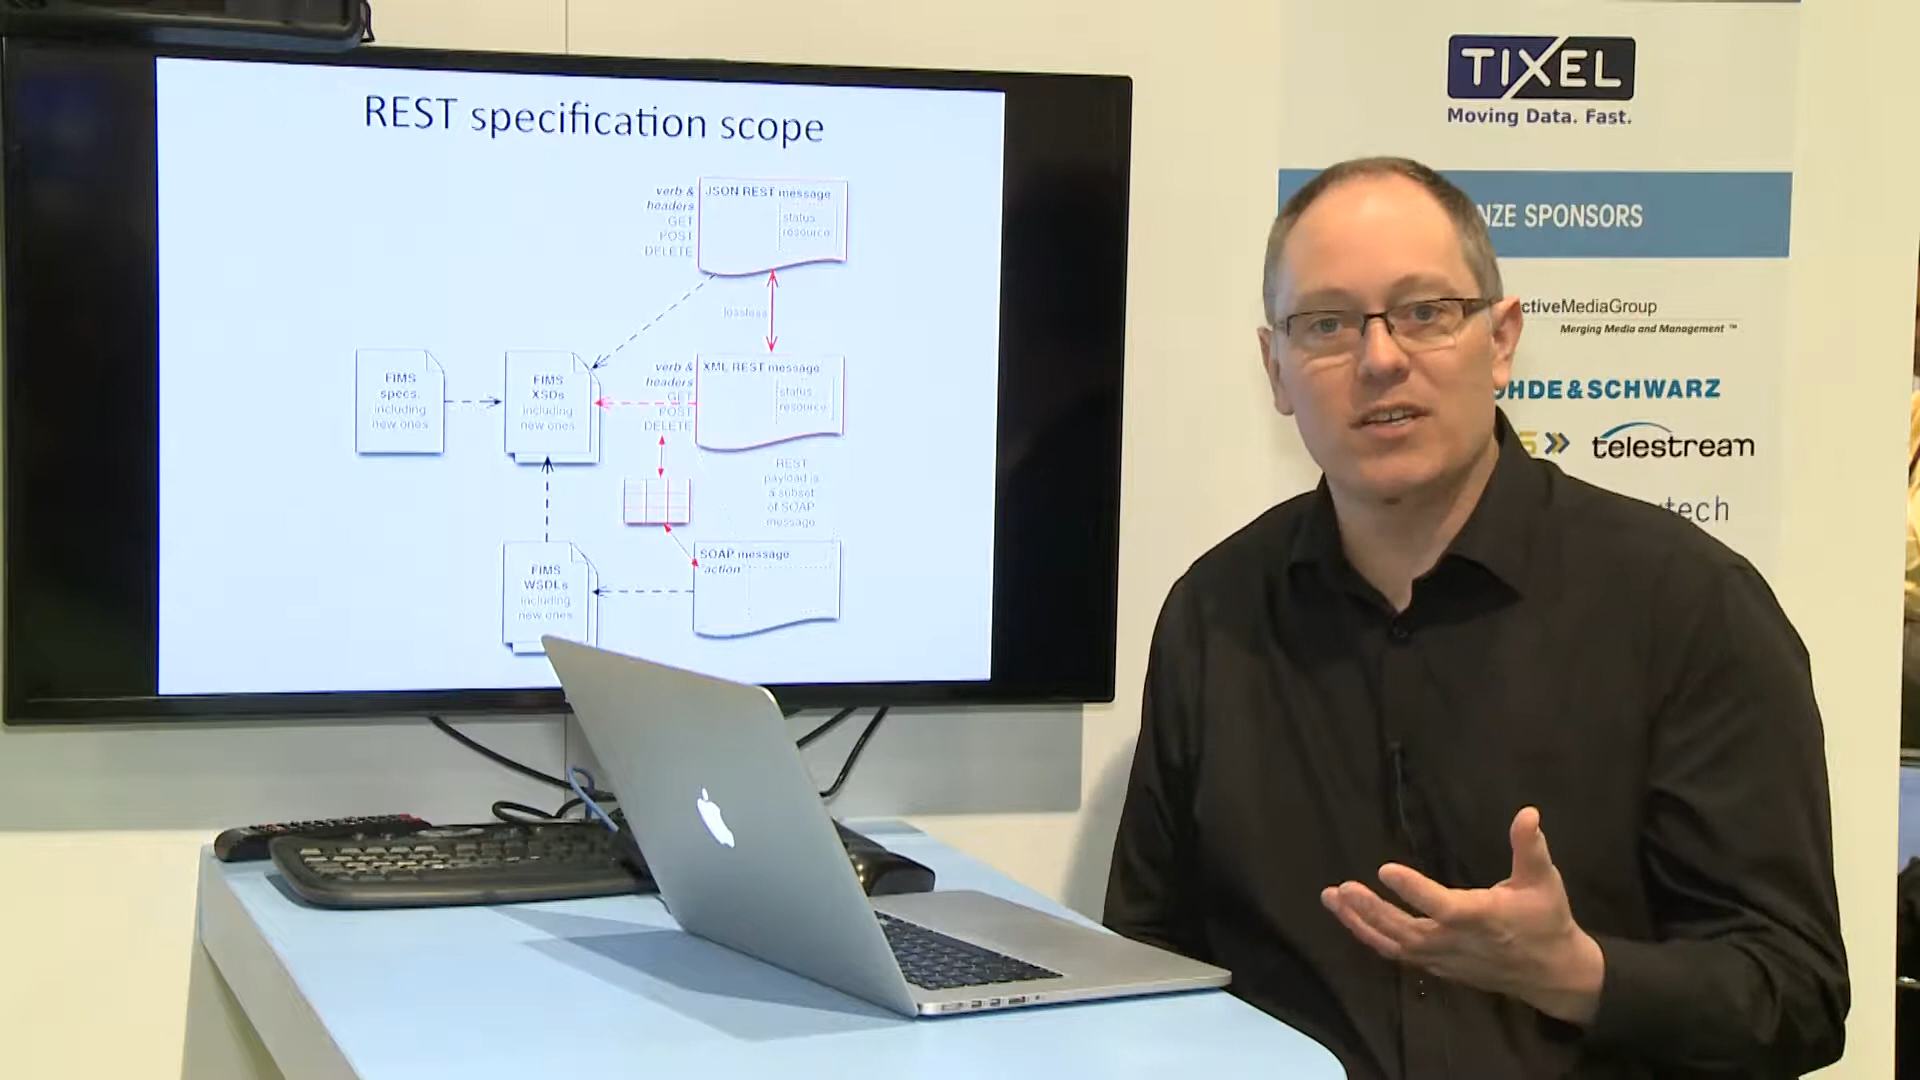 REST specification scope
verb &
headers
GET
POST
DELETE
JSON REST message
status
resource
lossless
FIMS
specs.
including
new ones
FIMS
XSDs
including
new ones
verb &
headers
GET
POST
DELETE
XML REST message
status
resource
REST
payload is
a subset
of SOAP
message
FIMS
WSDLs
including
new ones
SOAP message
action
TIXEL
Moving Data. Fast.
NZE SPONSORS
ctiveMediaGroup
Merging Media and Management ™
OHDE&SCHWARZ
telestream
tech